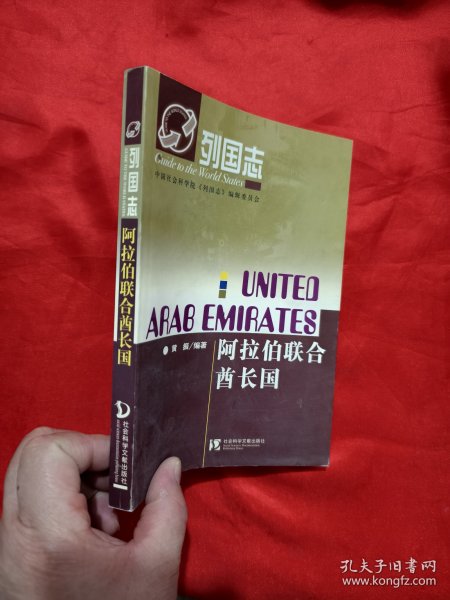 列国志
Guide to the World States
中国社会科学院《列国志》编辑委员会
UNITED
ARAB EMIRATES
黄 振/编著
阿拉伯联合
酋长国
社会科学文献出版社
列国志
阿拉伯联合酋长国
社会科学文献出版社
孔夫子旧书网
www.kongfz.com